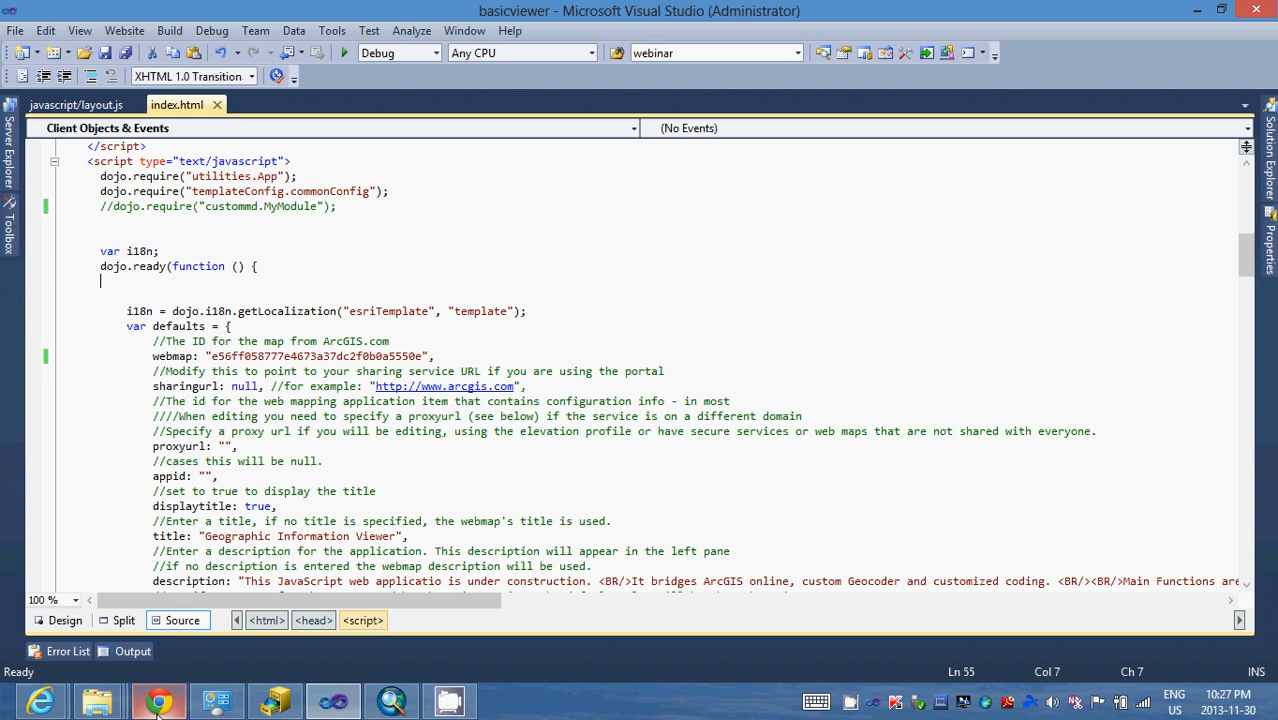 basicviewer - Microsoft Visual Studio (Administrator)
File Edit View Website Build Debug Team Data Tools Test Analyze Window Help
Debug Any CPU webinar
XHTML 1.0 Transition
javascript/layout.js index.html
Client Objects & Events (No Events)
Server Explorer
Toolbox
Solution Explorer
Properties
</script>
<script type="text/javascript">
dojo.require("utilities.App");
dojo.require("templateConfig.commonConfig");
//dojo.require("custommd.MyModule");
var i18n;
dojo.ready(function () {
i18n = dojo.i18n.getLocalization("esriTemplate", "template");
var defaults = {
//The ID for the map from ArcGIS.com
webmap: "e56ff058777e4673a37dc2f0b0a5550e",
//Modify this to point to your sharing service URL if you are using the portal
sharingurl: null, //for example: "http://www.arcgis.com",
//The id for the web mapping application item that contains configuration info - in most
////When editing you need to specify a proxyurl (see below) if the service is on a different domain
//Specify a proxy url if you will be editing, using the elevation profile or have secure services or web maps that are not shared with everyone.
proxyurl: "",
//cases this will be null.
appid: "",
//set to true to display the title
displaytitle: true,
//Enter a title, if no title is specified, the webmap's title is used.
title: "Geographic Information Viewer",
//Enter a description for the application. This description will appear in the left pane
//if no description is entered the webmap description will be used.
description: "This JavaScript web applicatio is under construction. <BR/>It bridges ArcGIS online, custom Geocoder and customized coding. <BR/><BR/>Main Functions are
100 %
Design Split Source <html> <head> <script>
Error List Output
Ready Ln 55 Col 7 Ch 7 INS
ENG 10:27 PM
US 2013-11-30